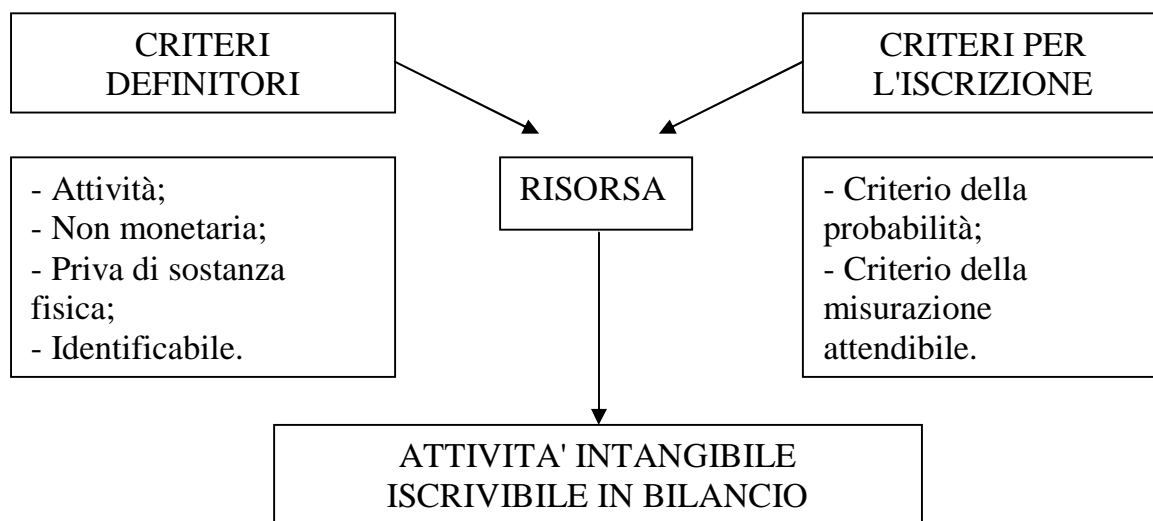 CRITERI
DEFINITORI
CRITERI PER
L'ISCRIZIONE
- Attività;
- Non monetaria;
- Priva di sostanza
fisica;
- Identificabile.
RISORSA
- Criterio della
probabilità;
- Criterio della
misurazione
attendibile.
ATTIVITA' INTANGIBILE
ISCRIVIBILE IN BILANCIO